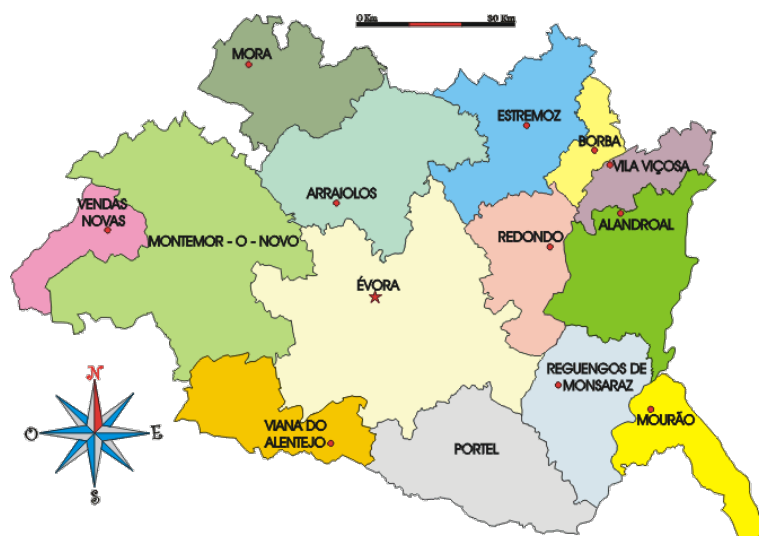 0 Km 30 Km
MORA
ESTREMOZ
BORBA
VILA VIÇOSA
ARRAIOLOS
VENDAS
NOVAS
MONTEMOR - O - NOVO
REDONDO
ALANDROAL
ÉVORA
REGUENGOS DE
MONSARAZ
MOURÃO
VIANA DO
ALENTEJO
PORTEL
N
O E
S